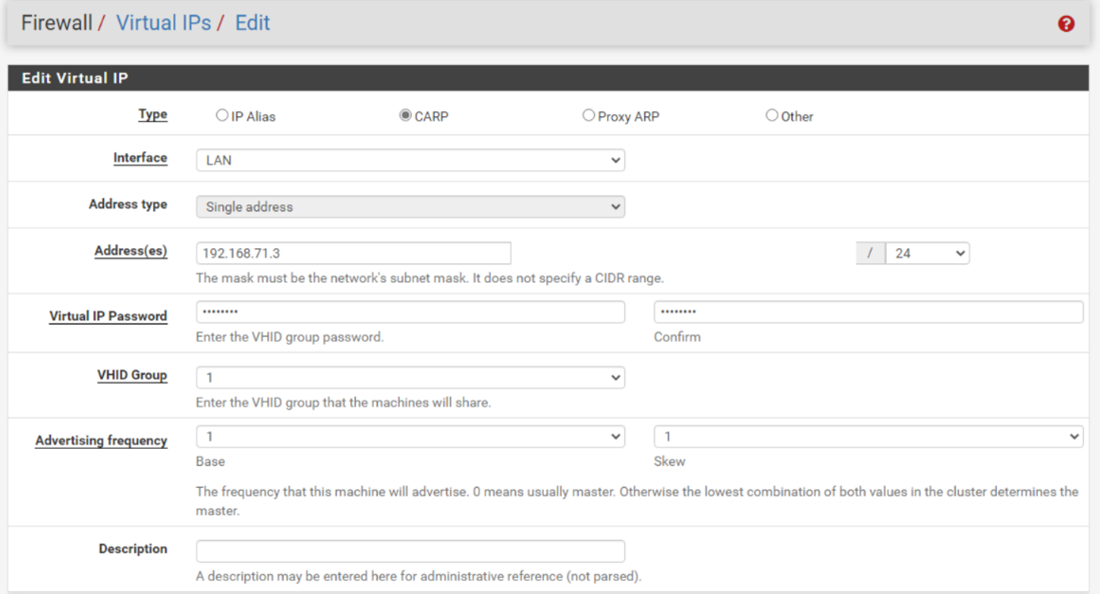 Firewall / Virtual IPs / Edit
?
Edit Virtual IP
Type IP Alias CARP Proxy ARP Other
Interface LAN
Address type Single address
Address(es) 192.168.71.3 / 24
The mask must be the network's subnet mask. It does not specify a CIDR range.
Virtual IP Password •••••••• ••••••••
Enter the VHID group password. Confirm
VHID Group 1
Enter the VHID group that the machines will share.
Advertising frequency 1 1
Base Skew
The frequency that this machine will advertise. 0 means usually master. Otherwise the lowest combination of both values in the cluster determines the
master.
Description
A description may be entered here for administrative reference (not parsed).